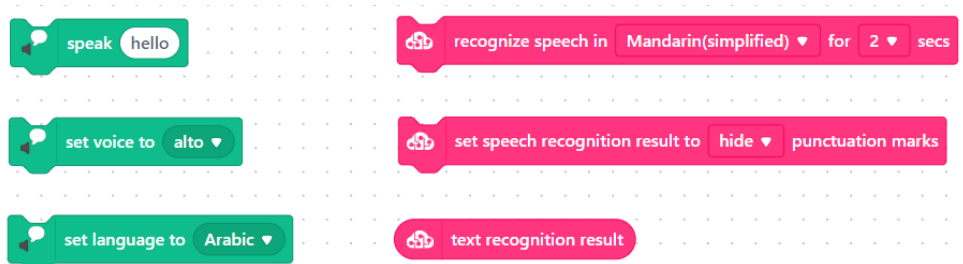 speak hello
recognize speech in Mandarin(simplified) for 2 secs
set voice to alto
set speech recognition result to hide punctuation marks
set language to Arabic
text recognition result